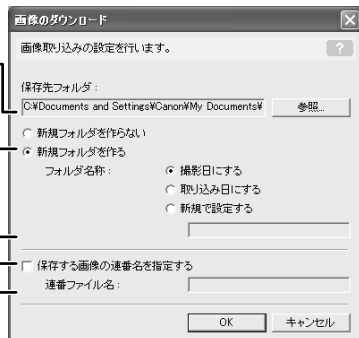 画像のダウンロード
画像取り込みの設定を行います。
?
保存先フォルダ：
C:¥Documents and Settings¥Canon¥My Documents¥ 参照...
新規フォルダを作らない
新規フォルダを作る
フォルダ名称： 撮影日にする
取り込み日にする
新規で設定する
保存する画像の連番名を指定する
連番ファイル名：
OK キャンセル